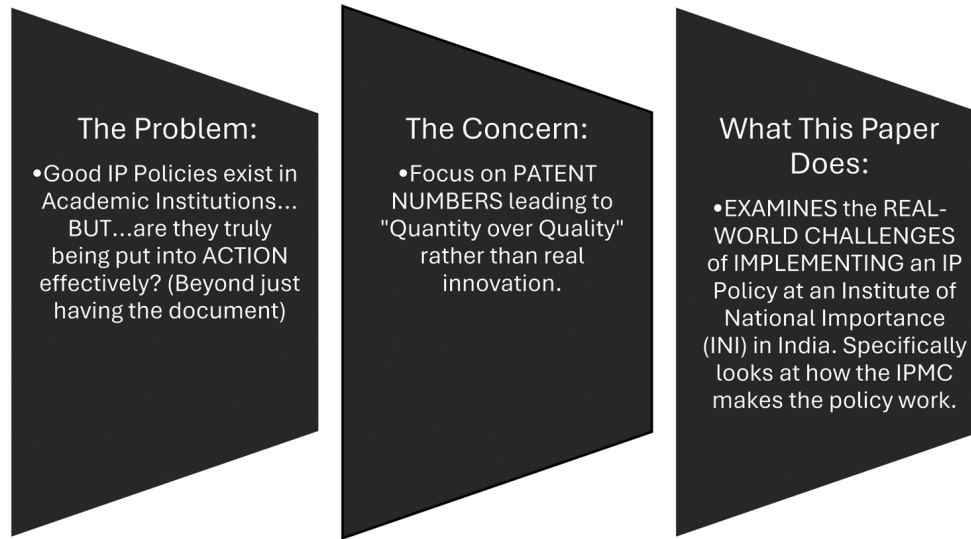 The Problem:
•Good IP Policies exist in
Academic Institutions...
BUT...are they truly
being put into ACTION
effectively? (Beyond just
having the document)
The Concern:
•Focus on PATENT
NUMBERS leading to
"Quantity over Quality"
rather than real
innovation.
What This Paper
Does:
•EXAMINES the REAL-
WORLD CHALLENGES
of IMPLEMENTING an IP
Policy at an Institute of
National Importance
(INI) in India. Specifically
looks at how the IPMC
makes the policy work.